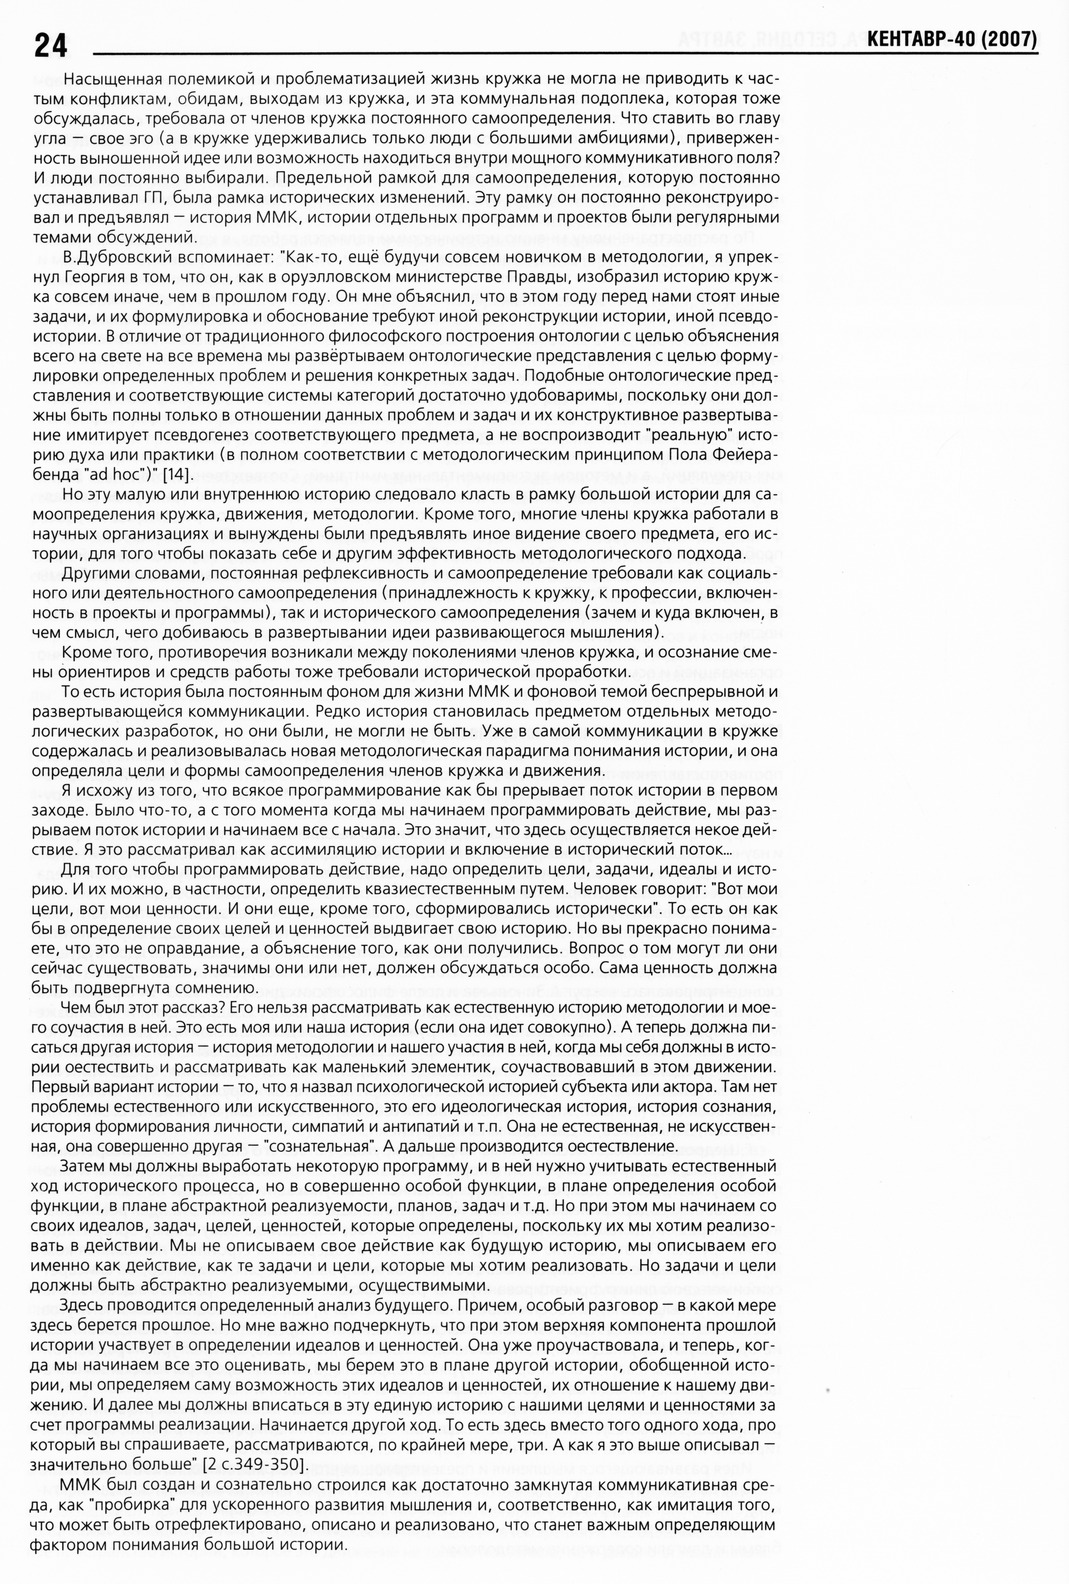 24
КЕНТАВР-40 (2007)
Насыщенная полемикой и проблематизацией жизнь кружка не могла не приводить к час-
тым конфликтам, обидам, выходам из кружка, и эта коммунальная подоплека, которая тоже
обсуждалась, требовала от членов кружка постоянного самоопределения. Что ставить во главу
угла — свое эго (а в кружке удерживались только люди с большими амбициями), привержен-
ность выношенной идее или возможность находиться внутри мощного коммуникативного поля?
И люди постоянно выбирали. Предельной рамкой для самоопределения, которую постоянно
устанавливал ГП, была рамка исторических изменений. Эту рамку он постоянно реконструиро-
вал и предъявлял — история ММК, истории отдельных программ и проектов были регулярными
темами обсуждений.
В.Дубровский вспоминает: "Как-то, ещё будучи совсем новичком в методологии, я упрек-
нул Георгия в том, что он, как в оруэлловском министерстве Правды, изобразил историю круж-
ка совсем иначе, чем в прошлом году. Он мне объяснил, что в этом году перед нами стоят иные
задачи, и их формулировка и обоснование требуют иной реконструкции истории, иной псевдо-
истории. В отличие от традиционного философского построения онтологии с целью объяснения
всего на свете на все времена мы развёртываем онтологические представления с целью форму-
лировки определенных проблем и решения конкретных задач. Подобные онтологические пред-
ставления и соответствующие системы категорий достаточно удобоваримы, поскольку они дол-
жны быть полны только в отношении данных проблем и задач и их конструктивное развертыва-
ние имитирует псевдогенез соответствующего предмета, а не воспроизводит "реальную" исто-
рию духа или практики (в полном соответствии с методологическим принципом Пола Фейера-
бенда "ad hoc")" [14].
Но эту малую или внутреннюю историю следовало класть в рамку большой истории для са-
моопределения кружка, движения, методологии. Кроме того, многие члены кружка работали в
научных организациях и вынуждены были предъявлять иное видение своего предмета, его ис-
тории, для того чтобы показать себе и другим эффективность методологического подхода.
Другими словами, постоянная рефлексивность и самоопределение требовали как социаль-
ного или деятельностного самоопределения (принадлежность к кружку, к профессии, включен-
ность в проекты и программы), так и исторического самоопределения (зачем и куда включен, в
чем смысл, чего добиваюсь в развертывании идеи развивающегося мышления).
Кроме того, противоречия возникали между поколениями членов кружка, и осознание сме-
ны ориентиров и средств работы тоже требовали исторической проработки.
То есть история была постоянным фоном для жизни ММК и фоновой темой беспрерывной и
развертывающейся коммуникации. Редко история становилась предметом отдельных методо-
логических разработок, но они были, не могли не быть. Уже в самой коммуникации в кружке
содержалась и реализовывалась новая методологическая парадигма понимания истории, и она
определяла цели и формы самоопределения членов кружка и движения.
Я исхожу из того, что всякое программирование как бы прерывает поток истории в первом
заходе. Было что-то, а с того момента когда мы начинаем программировать действие, мы раз-
рываем поток истории и начинаем все с начала. Это значит, что здесь осуществляется некое дей-
ствие. Я это рассматривал как ассимиляцию истории и включение в исторический поток...
Для того чтобы программировать действие, надо определить цели, задачи, идеалы и исто-
рию. И их можно, в частности, определить квазиестественным путем. Человек говорит: "Вот мои
цели, вот мои ценности. И они еще, кроме того, сформировались исторически". То есть он как
бы в определение своих целей и ценностей выдвигает свою историю. Но вы прекрасно понима-
ете, что это не оправдание, а объяснение того, как они получились. Вопрос о том могут ли они
сейчас существовать, значимы они или нет, должен обсуждаться особо. Сама ценность должна
быть подвергнута сомнению.
Чем был этот рассказ? Его нельзя рассматривать как естественную историю методологии и мое-
го соучастия в ней. Это есть моя или наша история (если она идет совокупно). А теперь должна пи-
саться другая история — история методологии и нашего участия в ней, когда мы себя должны в исто-
рии оестествить и рассматривать как маленький элементик, соучаствовавший в этом движении.
Первый вариант истории — то, что я назвал психологической историей субъекта или актора. Там нет
проблемы естественного или искусственного, это его идеологическая история, история сознания,
история формирования личности, симпатий и антипатий и т.п. Она не естественная, не искусствен-
ная, она совершенно другая — "сознательная". А дальше производится оестествление.
Затем мы должны выработать некоторую программу, и в ней нужно учитывать естественный
ход исторического процесса, но в совершенно особой функции, в плане определения особой
функции, в плане абстрактной реализуемости, планов, задач и т.д. Но при этом мы начинаем со
своих идеалов, задач, целей, ценностей, которые определены, поскольку их мы хотим реализо-
вать в действии. Мы не описываем свое действие как будущую историю, мы описываем его
именно как действие, как те задачи и цели, которые мы хотим реализовать. Но задачи и цели
должны быть абстрактно реализуемыми, осуществимыми.
Здесь проводится определенный анализ будущего. Причем, особый разговор — в какой мере
здесь берется прошлое. Но мне важно подчеркнуть, что при этом верхняя компонента прошлой
истории участвует в определении идеалов и ценностей. Она уже проучаствовала, и теперь, ког-
да мы начинаем все это оценивать, мы берем это в плане другой истории, обобщенной исто-
рии, мы определяем саму возможность этих идеалов и ценностей, их отношение к нашему дви-
жению. И далее мы должны вписаться в эту единую историю с нашими целями и ценностями за
счет программы реализации. Начинается другой ход. То есть здесь вместо того одного хода, про
который вы спрашиваете, рассматриваются, по крайней мере, три. А как я это выше описывал —
значительно больше" [2 с.349-350].
ММК был создан и сознательно строился как достаточно замкнутая коммуникативная сре-
да, как "пробирка" для ускоренного развития мышления и, соответственно, как имитация того,
что может быть отрефлектировано, описано и реализовано, что станет важным определяющим
фактором понимания большой истории.